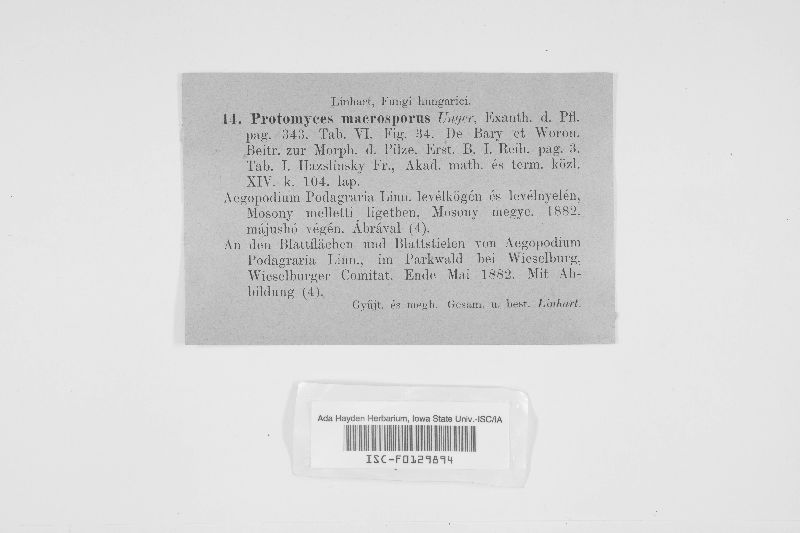 Linhart, Fungi hungarici.
14. Protomyces macrosporus Unger, Exanth. d. Pfl.
pag. 343. Tab. VI. Fig. 34. De Bary et Woron.
Beitr. zur Morph. d. Pilze. Erst. B. I. Reih. pag. 3.
Tab. I. Hazslinsky Fr., Akad. math. és term. közl.
XIV. k. 104. lap.
Aegopodium Podagraria Linn. levélkögén és levélnyelén,
Mosony melletti ligetben. Mosony megye. 1882.
májushó végén. Ábrával (4).
An den Blattflächen und Blattstielen von Aegopodium
Podagraria Linn., im Parkwald bei Wieselburg,
Wieselburger Comitat. Ende Mai 1882. Mit Ab-
bildung (4).
Gyüjt. és megh. Gesam. u. best. Linhart.
Ada Hayden Herbarium, Iowa State Univ.-ISC/IA
ISC-F0129894